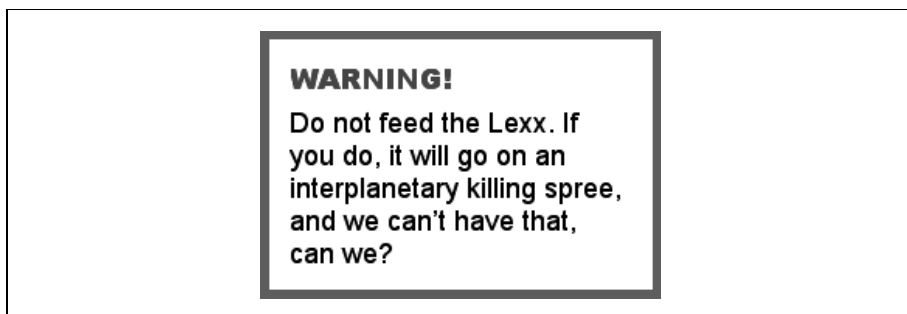 WARNING!
Do not feed the Lexx. If
you do, it will go on an
interplanetary killing spree,
and we can't have that,
can we?